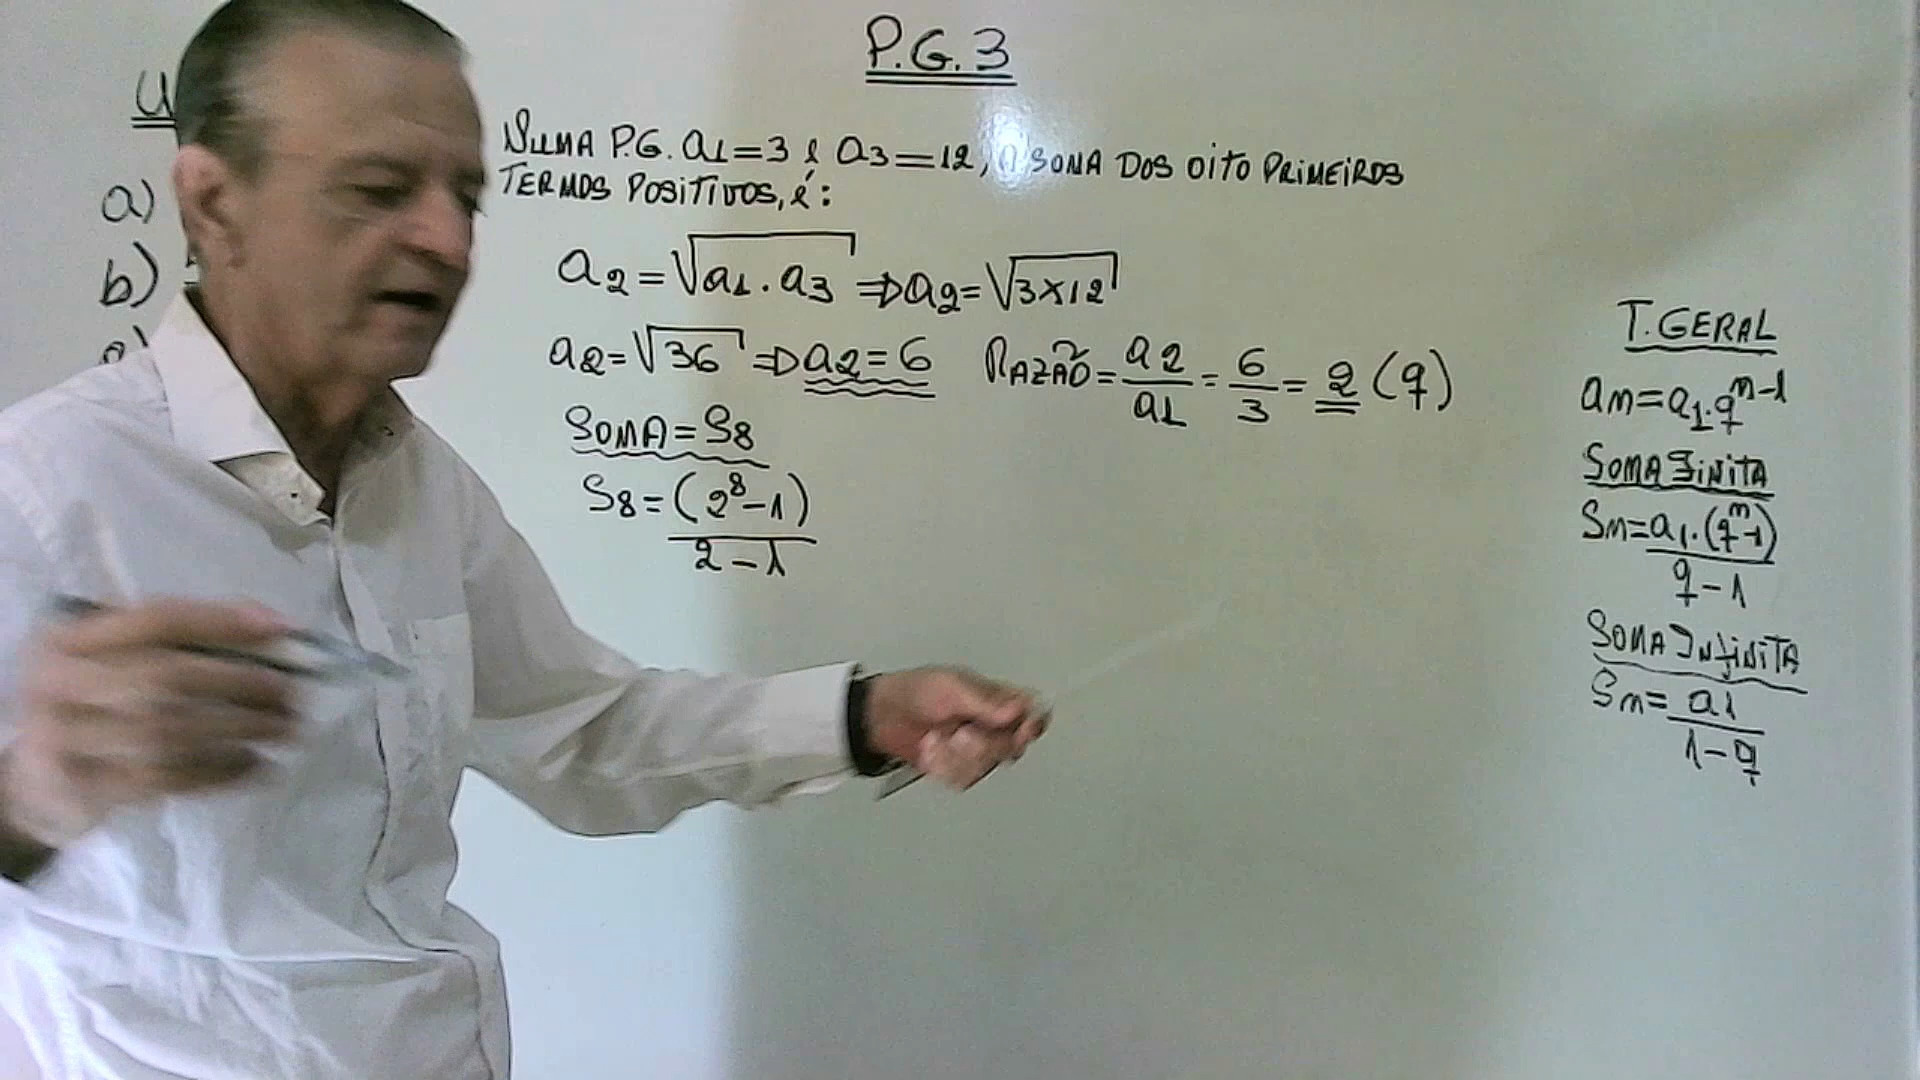 P.G.3
U
a)
b)
NUMA P.G. a1=3 e a3=12, A SOMA DOS OITO PRIMEIROS
TERMOS POSITIVOS, é:
a2=√a1.a3 ⇒ a2=√3x12
a2=√36 ⇒ a2=6 RAZÃO=a2/a1=6/3=2 (q)
SOMA=S8
S8=(2^8-1)
2-1
T.GERAL
an=a1.q^n-1
SOMA FINITA
Sn=a1.(q^n-1)
q-1
SOMA INFINITA
Sn=a1
1-q